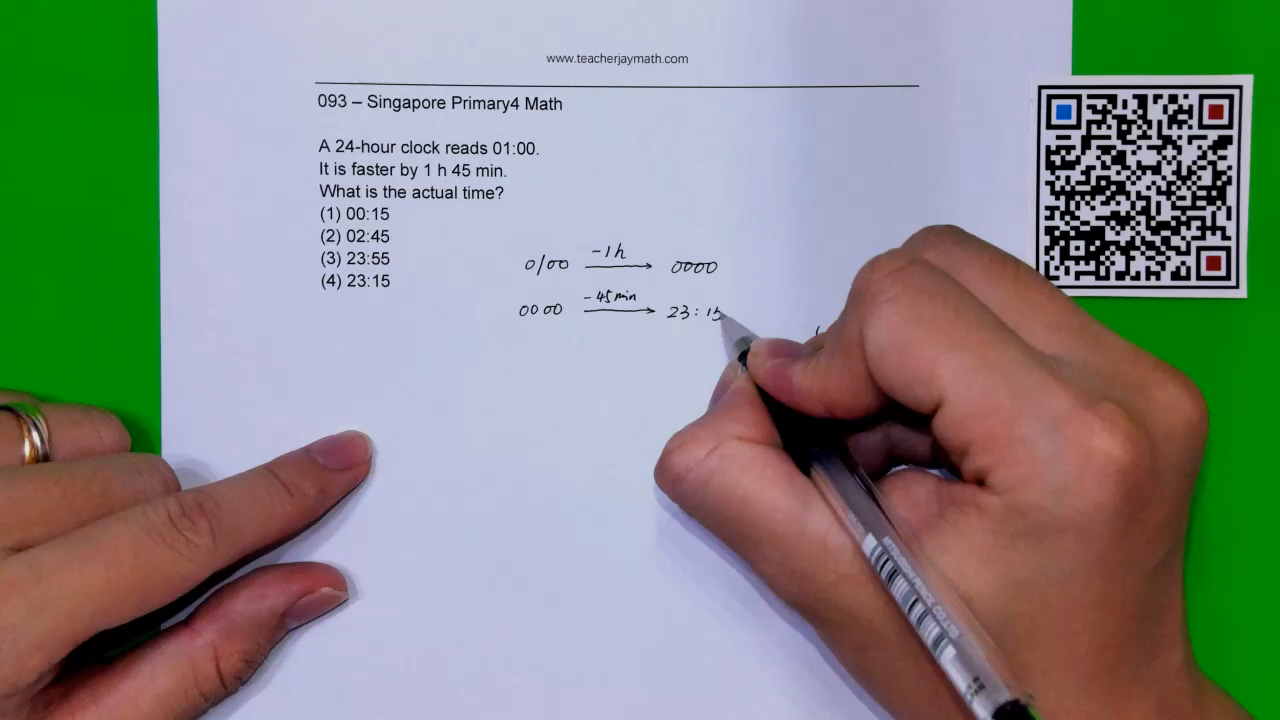 www.teacherjaymath.com
093 – Singapore Primary4 Math
A 24-hour clock reads 01:00.
It is faster by 1 h 45 min.
What is the actual time?
(1) 00:15
(2) 02:45
(3) 23:55
(4) 23:15
0100 -1h 0000
0000 -45min 23:15